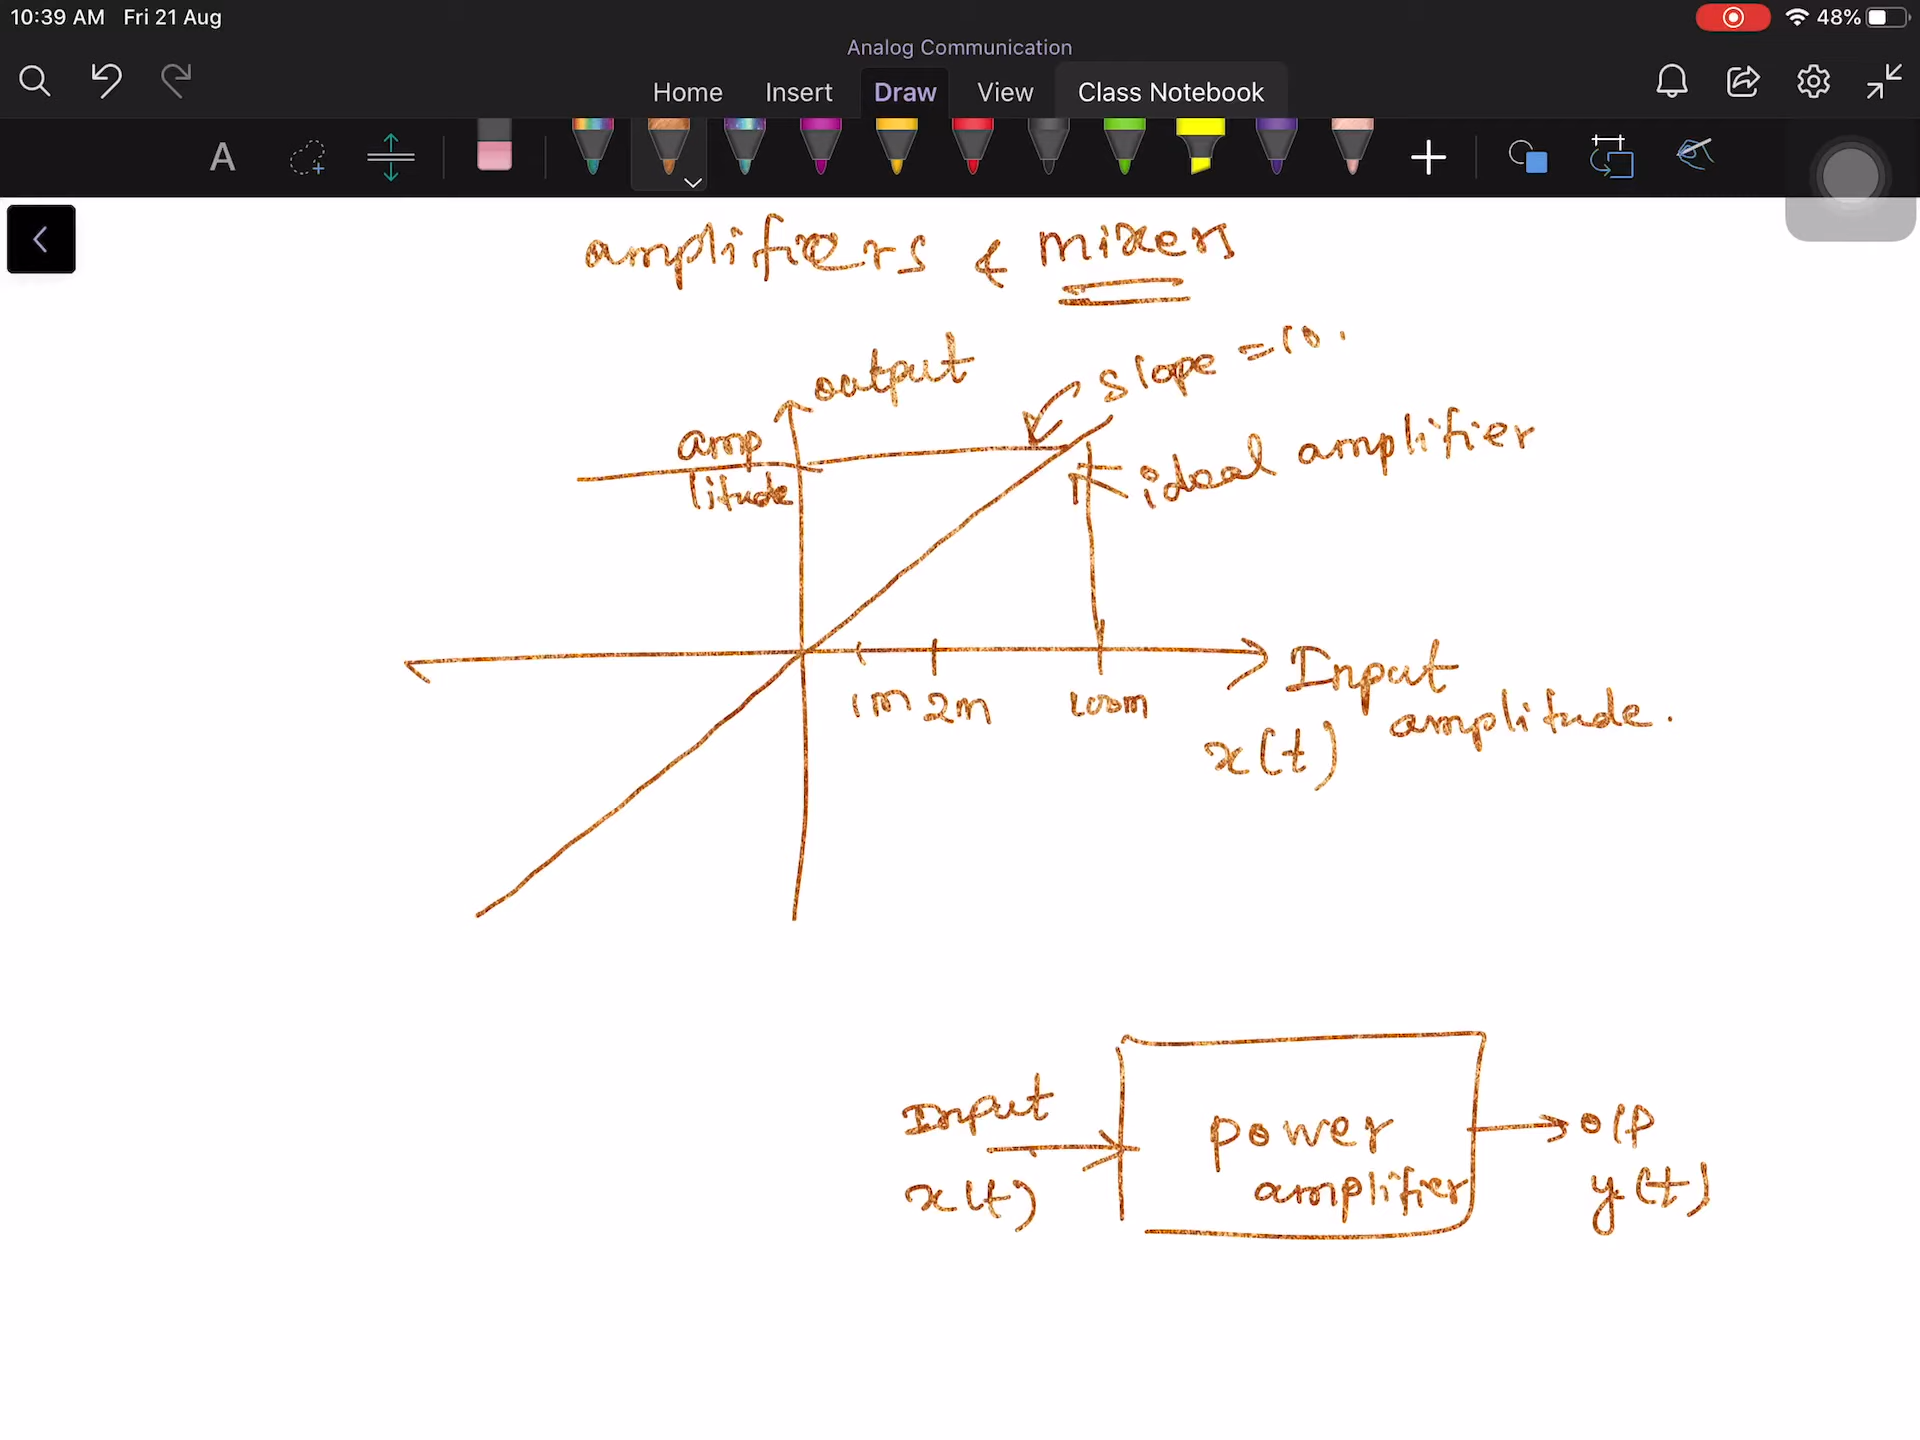 10:39 AM Fri 21 Aug
48%
Analog Communication
Home Insert Draw View Class Notebook
A
amplifiers & mixers
output
slope = 10.
amp
litude
ideal amplifier
1m 2m 100m
Input
amplitude.
x(t)
Input
x(t)
power
amplifier
o/p
y(t)